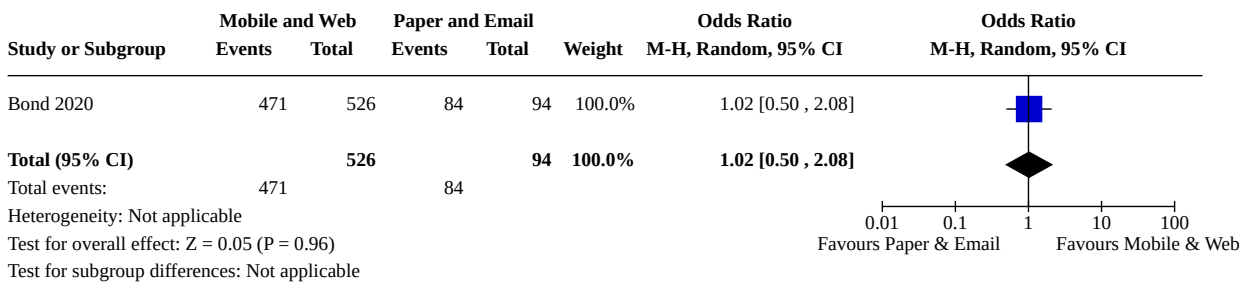 Mobile and Web Paper and Email Odds Ratio Odds Ratio
Study or Subgroup Events Total Events Total Weight M-H, Random, 95% CI M-H, Random, 95% CI
Bond 2020 471 526 84 94 100.0% 1.02 [0.50 , 2.08]
Total (95% CI) 526 94 100.0% 1.02 [0.50 , 2.08]
Total events: 471 84
Heterogeneity: Not applicable
Test for overall effect: Z = 0.05 (P = 0.96)
Test for subgroup differences: Not applicable
0.01 0.1 1 10 100
Favours Paper & Email Favours Mobile & Web